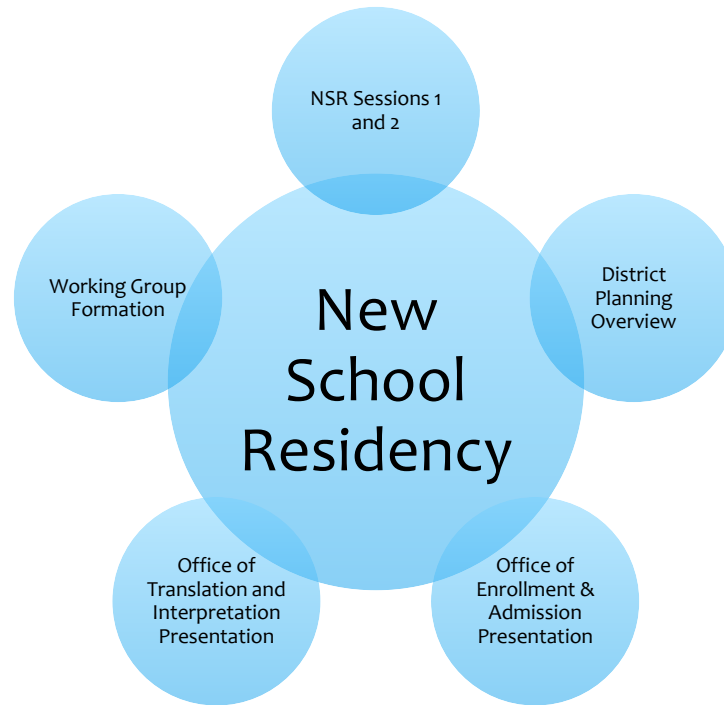 NSR Sessions 1
and 2
Working Group
Formation
District
Planning
Overview
New
School
Residency
Office of
Translation and
Interpretation
Presentation
Office of
Enrollment &
Admission
Presentation